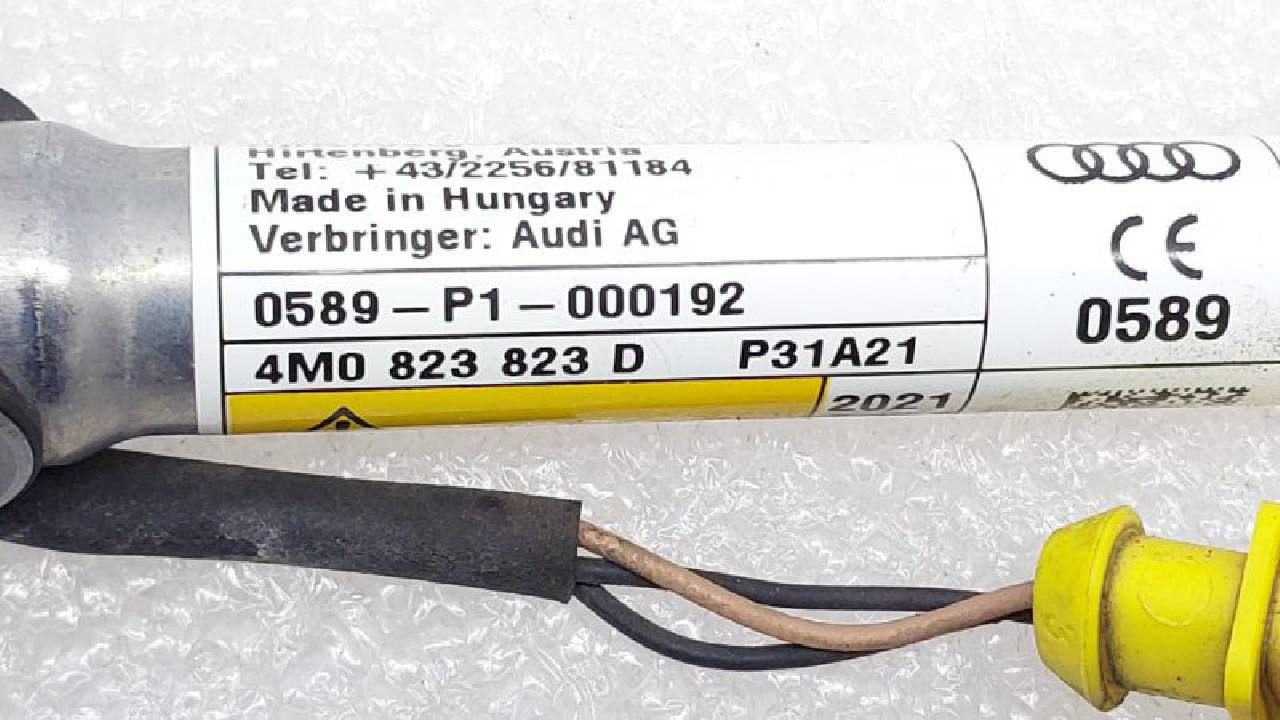 Hirtenberg, Austria
Tel: +43/2256/81184
Made in Hungary
Verbringer: Audi AG
0589-P1-000192
4M0 823 823 D P31A21
2021
CE
0589